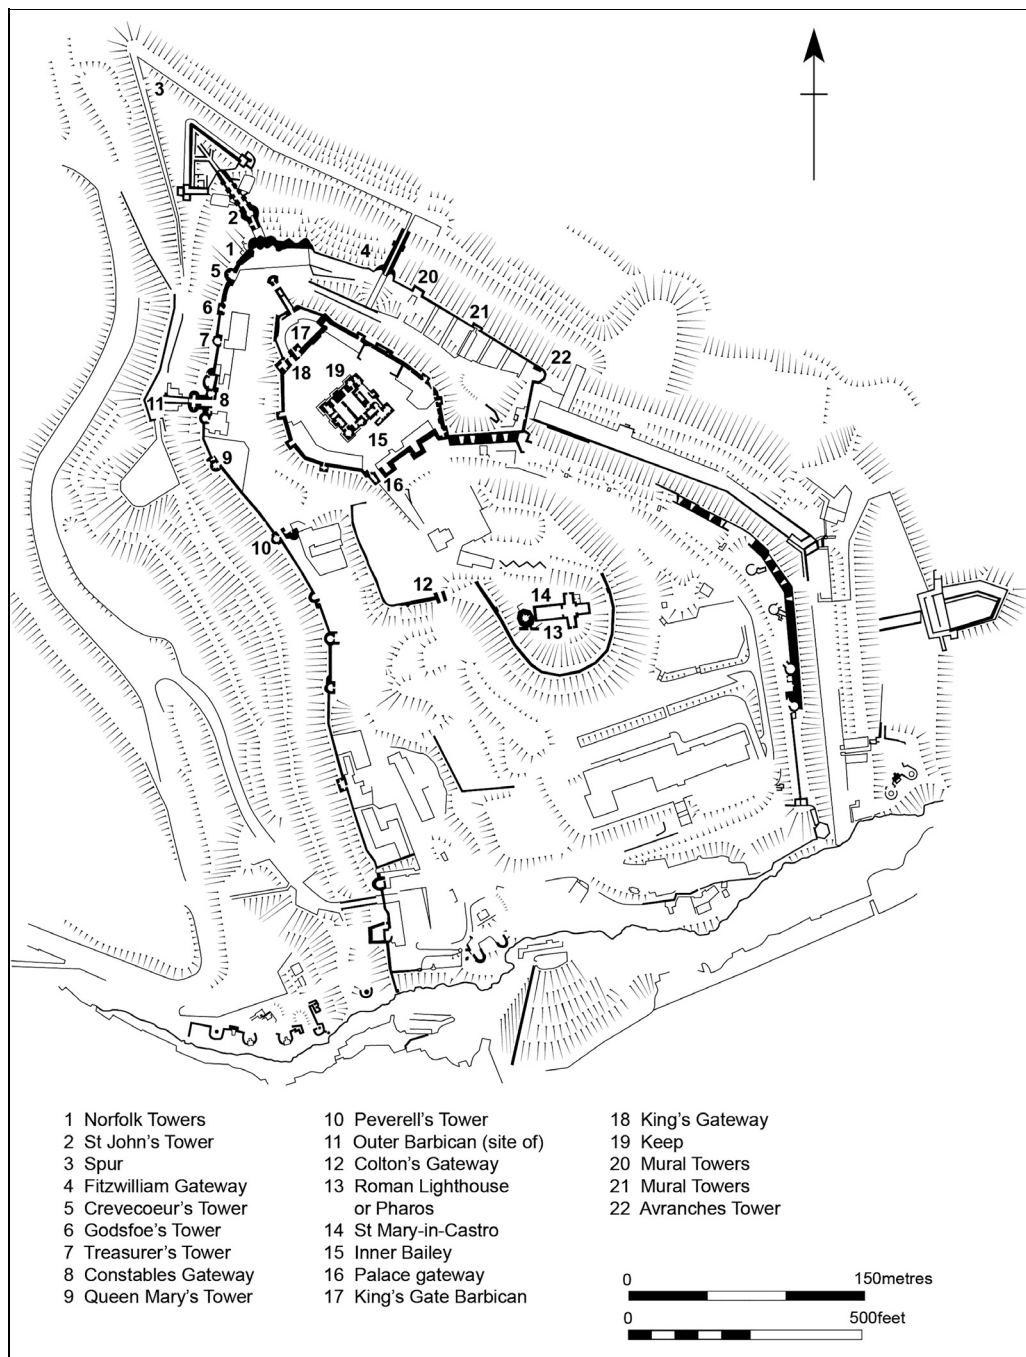 3
2
1
4
5
20
6
21
17
7
22
18
19
11
8
15
9
16
10
12
14
13
1 Norfolk Towers
2 St John's Tower
3 Spur
4 Fitzwilliam Gateway
5 Crevecoeur's Tower
6 Godsfoe's Tower
7 Treasurer's Tower
8 Constables Gateway
9 Queen Mary's Tower
10 Peverell's Tower
11 Outer Barbican (site of)
12 Colton's Gateway
13 Roman Lighthouse
or Pharos
14 St Mary-in-Castro
15 Inner Bailey
16 Palace gateway
17 King's Gate Barbican
18 King's Gateway
19 Keep
20 Mural Towers
21 Mural Towers
22 Avranches Tower
0 150metres
0 500feet